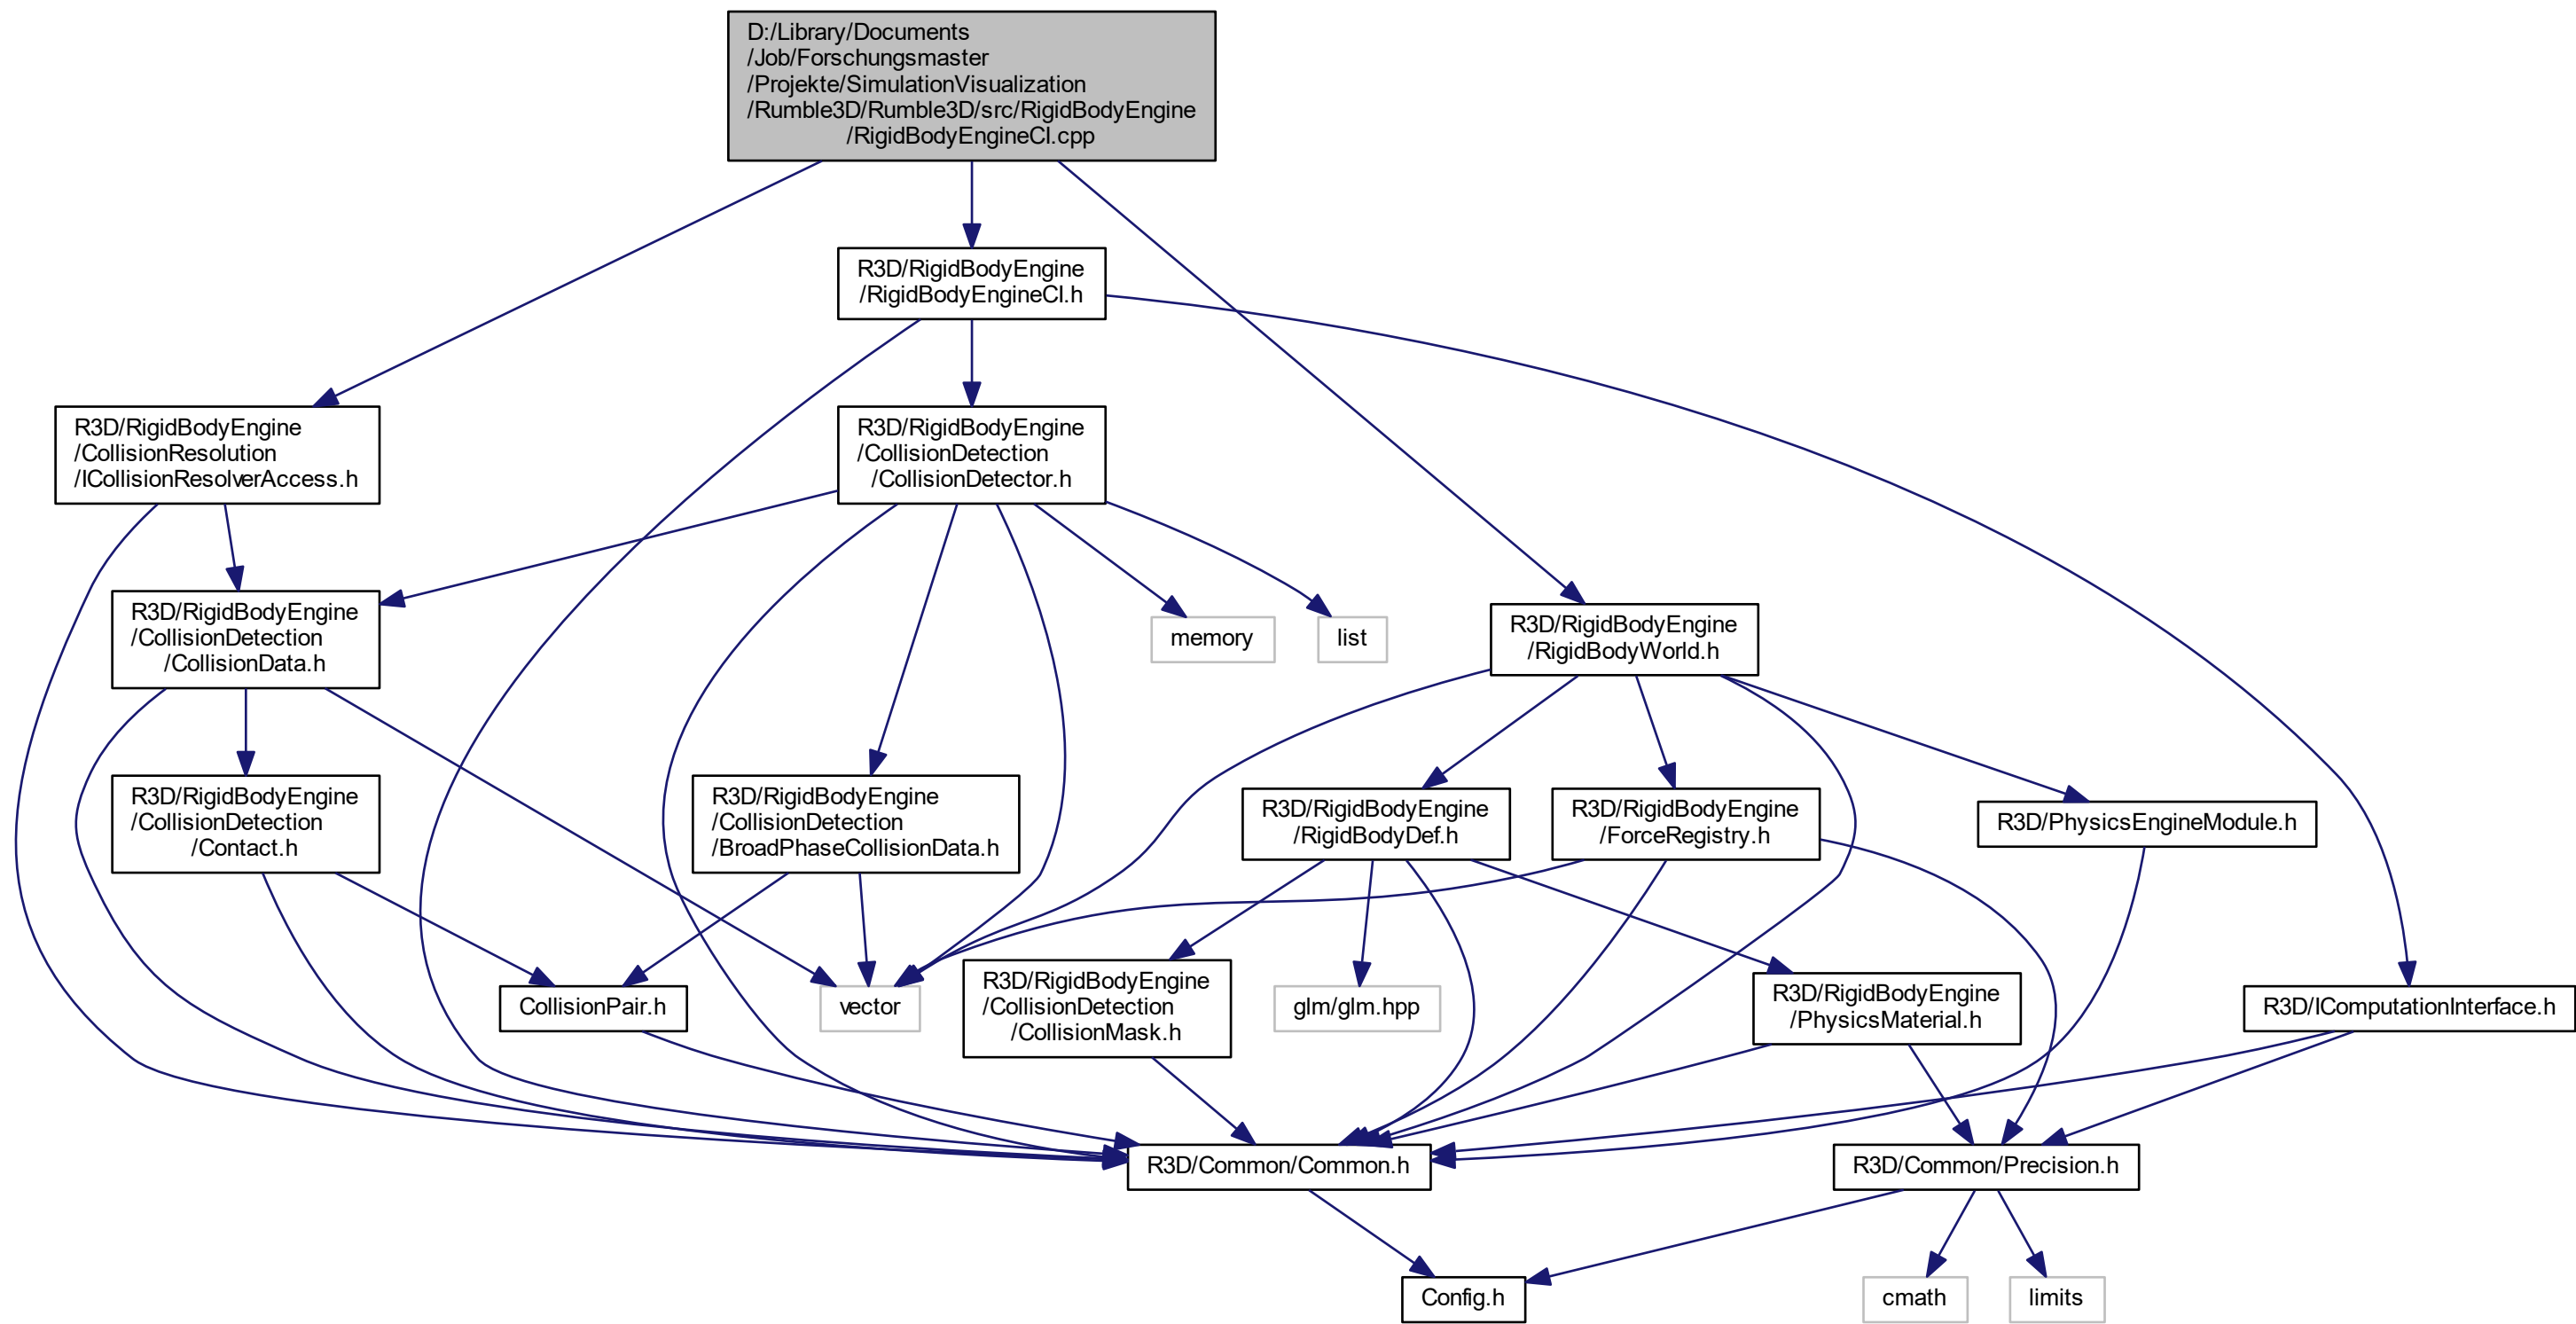 D:/Library/Documents
/Job/Forschungsmaster
/Projekte/SimulationVisualization
/Rumble3D/Rumble3D/src/RigidBodyEngine
/RigidBodyEngineCI.cpp
R3D/RigidBodyEngine
/RigidBodyEngineCI.h
R3D/RigidBodyEngine
/CollisionResolution
/ICollisionResolverAccess.h
R3D/RigidBodyEngine
/CollisionDetection
/CollisionDetector.h
R3D/RigidBodyEngine
/CollisionDetection
/CollisionData.h
memory
list
R3D/RigidBodyEngine
/RigidBodyWorld.h
R3D/RigidBodyEngine
/CollisionDetection
/Contact.h
R3D/RigidBodyEngine
/CollisionDetection
/BroadPhaseCollisionData.h
R3D/RigidBodyEngine
/RigidBodyDef.h
R3D/RigidBodyEngine
/ForceRegistry.h
R3D/PhysicsEngineModule.h
CollisionPair.h
vector
R3D/RigidBodyEngine
/CollisionDetection
/CollisionMask.h
glm/glm.hpp
R3D/RigidBodyEngine
/PhysicsMaterial.h
R3D/IComputationInterface.h
R3D/Common/Common.h
R3D/Common/Precision.h
Config.h
cmath
limits